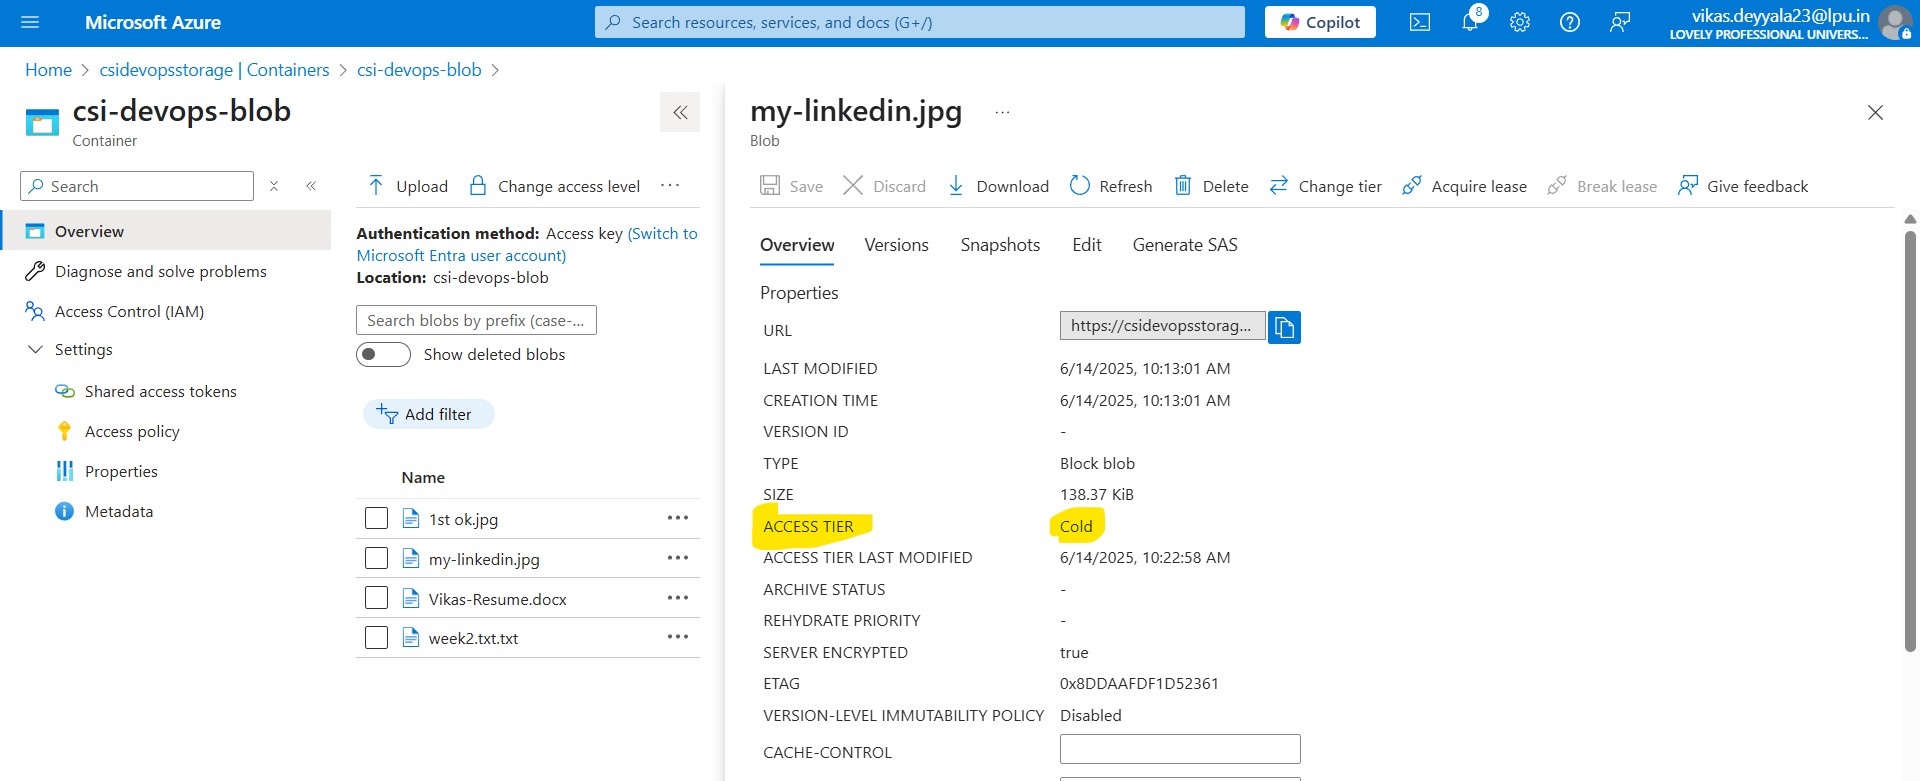 Microsoft Azure
Search resources, services, and docs (G+/)
Copilot
8
vikas.deyyala23@lpu.in
LOVELY PROFESSIONAL UNIVERS...
Home > csidevopsstorage | Containers > csi-devops-blob >
csi-devops-blob
Container
Search
Overview
Diagnose and solve problems
Access Control (IAM)
Settings
Shared access tokens
Access policy
Properties
Metadata
Upload
Change access level
Authentication method: Access key (Switch to
Microsoft Entra user account)
Location: csi-devops-blob
Search blobs by prefix (case-...
Show deleted blobs
Add filter
Name
1st ok.jpg
my-linkedin.jpg
Vikas-Resume.docx
week2.txt.txt
my-linkedin.jpg
Blob
Save Discard Download Refresh Delete Change tier Acquire lease Break lease Give feedback
Overview Versions Snapshots Edit Generate SAS
Properties
URL https://csidevopsstorag...
LAST MODIFIED 6/14/2025, 10:13:01 AM
CREATION TIME 6/14/2025, 10:13:01 AM
VERSION ID -
TYPE Block blob
SIZE 138.37 KiB
ACCESS TIER Cold
ACCESS TIER LAST MODIFIED 6/14/2025, 10:22:58 AM
ARCHIVE STATUS -
REHYDRATE PRIORITY -
SERVER ENCRYPTED true
ETAG 0x8DDAAFDF1D52361
VERSION-LEVEL IMMUTABILITY POLICY Disabled
CACHE-CONTROL